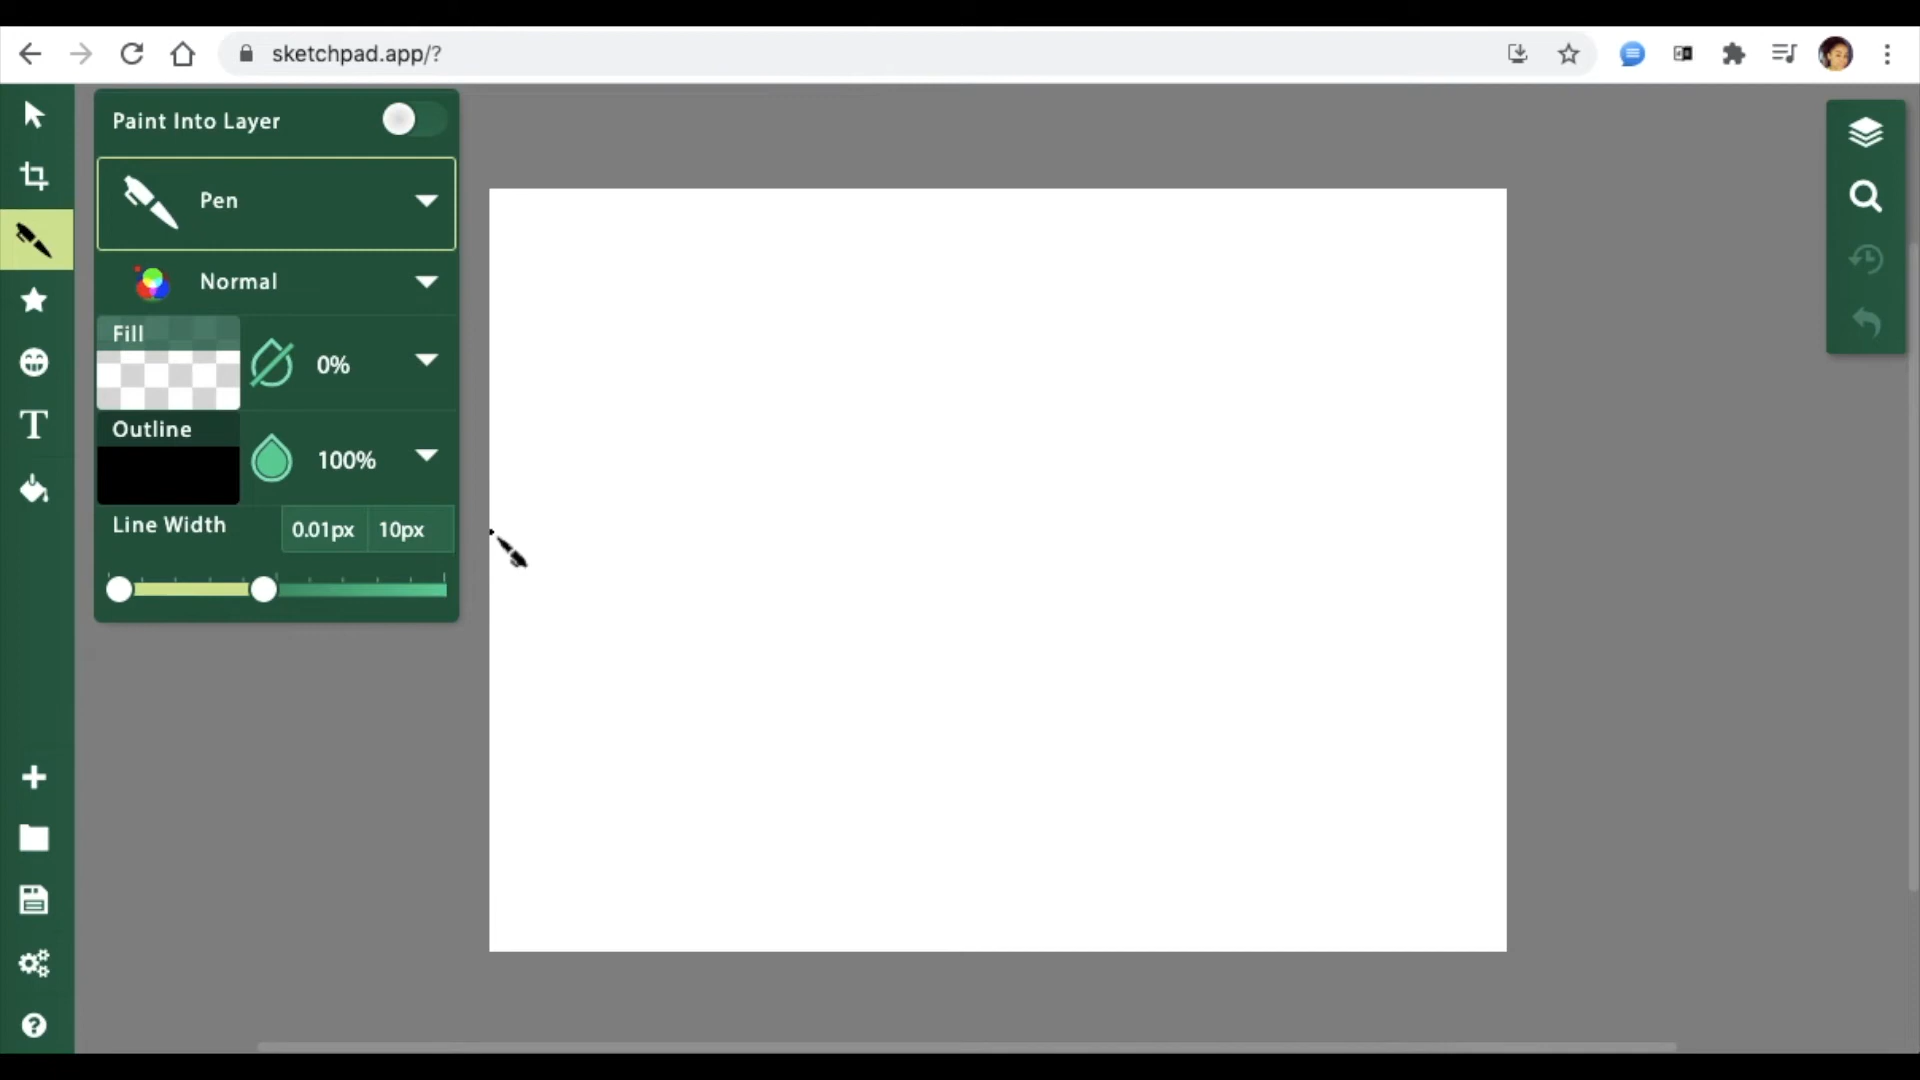 sketchpad.app/?
Paint Into Layer
Pen
Normal
Fill
0%
Outline
100%
Line Width
0.01px
10px